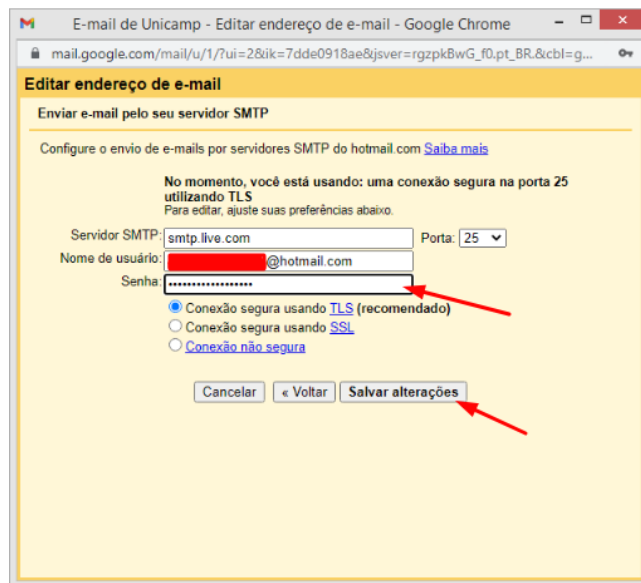 E-mail de Unicamp - Editar endereço de e-mail - Google Chrome
mail.google.com/mail/u/1/?ui=2&ik=7dde0918ae&jsver=rgzpkBwG_f0.pt_BR.&cbl=g...
Editar endereço de e-mail
Enviar e-mail pelo seu servidor SMTP
Configure o envio de e-mails por servidores SMTP do hotmail.com Saiba mais
No momento, você está usando: uma conexão segura na porta 25
utilizando TLS
Para editar, ajuste suas preferências abaixo.
Servidor SMTP: smtp.live.com Porta: 25
Nome de usuário: @hotmail.com
Senha: ••••••••••••••••••
Conexão segura usando TLS (recomendado)
Conexão segura usando SSL
Conexão não segura
Cancelar « Voltar Salvar alterações